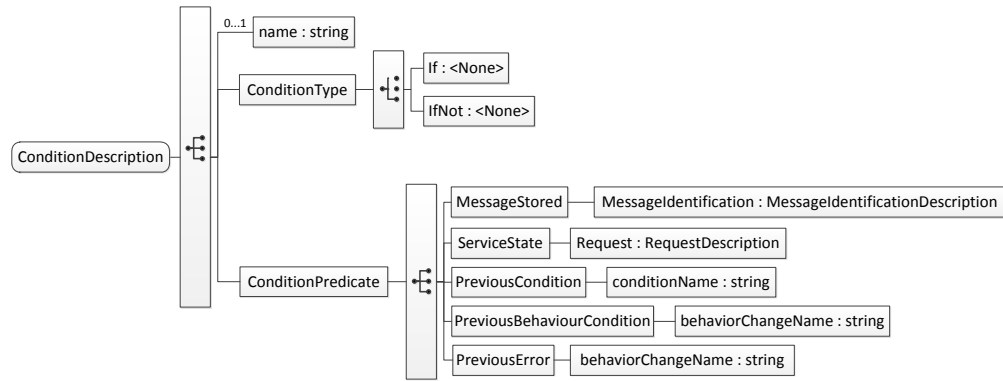 0...1
name : string
ConditionType
If : <None>
IfNot : <None>
ConditionDescription
ConditionPredicate
MessageStored
MessageIdentification : MessageIdentificationDescription
ServiceState
Request : RequestDescription
PreviousCondition
conditionName : string
PreviousBehaviourCondition
behaviorChangeName : string
PreviousError
behaviorChangeName : string